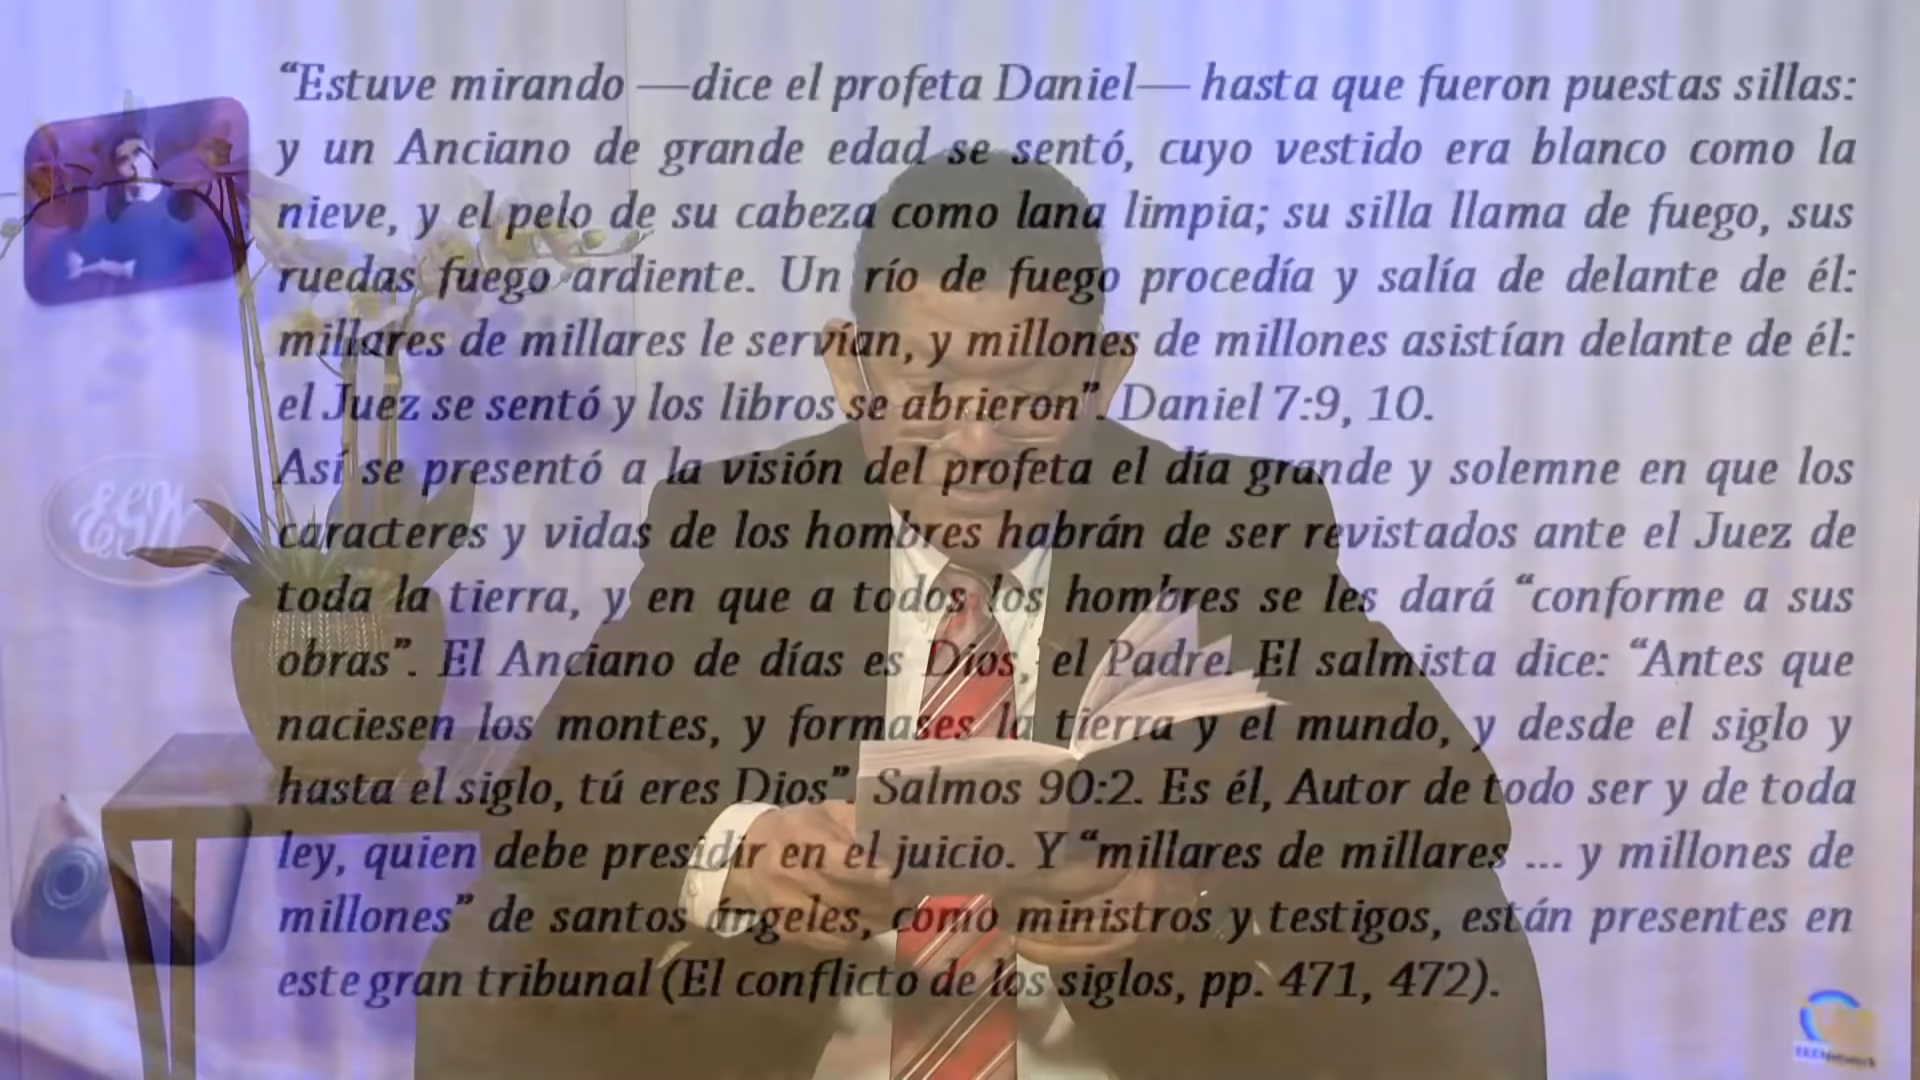 “Estuve mirando —dice el profeta Daniel— hasta que fueron puestas sillas:
y un Anciano de grande edad se sentó, cuyo vestido era blanco como la
nieve, y el pelo de su cabeza como lana limpia; su silla llama de fuego, sus
ruedas fuego ardiente. Un río de fuego procedía y salía de delante de él:
millares de millares le servían, y millones de millones asistían delante de él:
el Juez se sentó y los libros se abrieron”. Daniel 7:9, 10.
Así se presentó a la visión del profeta el día grande y solemne en que los
caracteres y vidas de los hombres habrán de ser revistados ante el Juez de
toda la tierra, y en que a todos los hombres se les dará “conforme a sus
obras”. El Anciano de días es Dios, el Padre. El salmista dice: “Antes que
naciesen los montes, y formases la tierra y el mundo, y desde el siglo y
hasta el siglo, tú eres Dios”. Salmos 90:2. Es él, Autor de todo ser y de toda
ley, quien debe presidir en el juicio. Y “millares de millares ... y millones de
millones” de santos ángeles, como ministros y testigos, están presentes en
este gran tribunal (El conflicto de los siglos, pp. 471, 472).
EGW